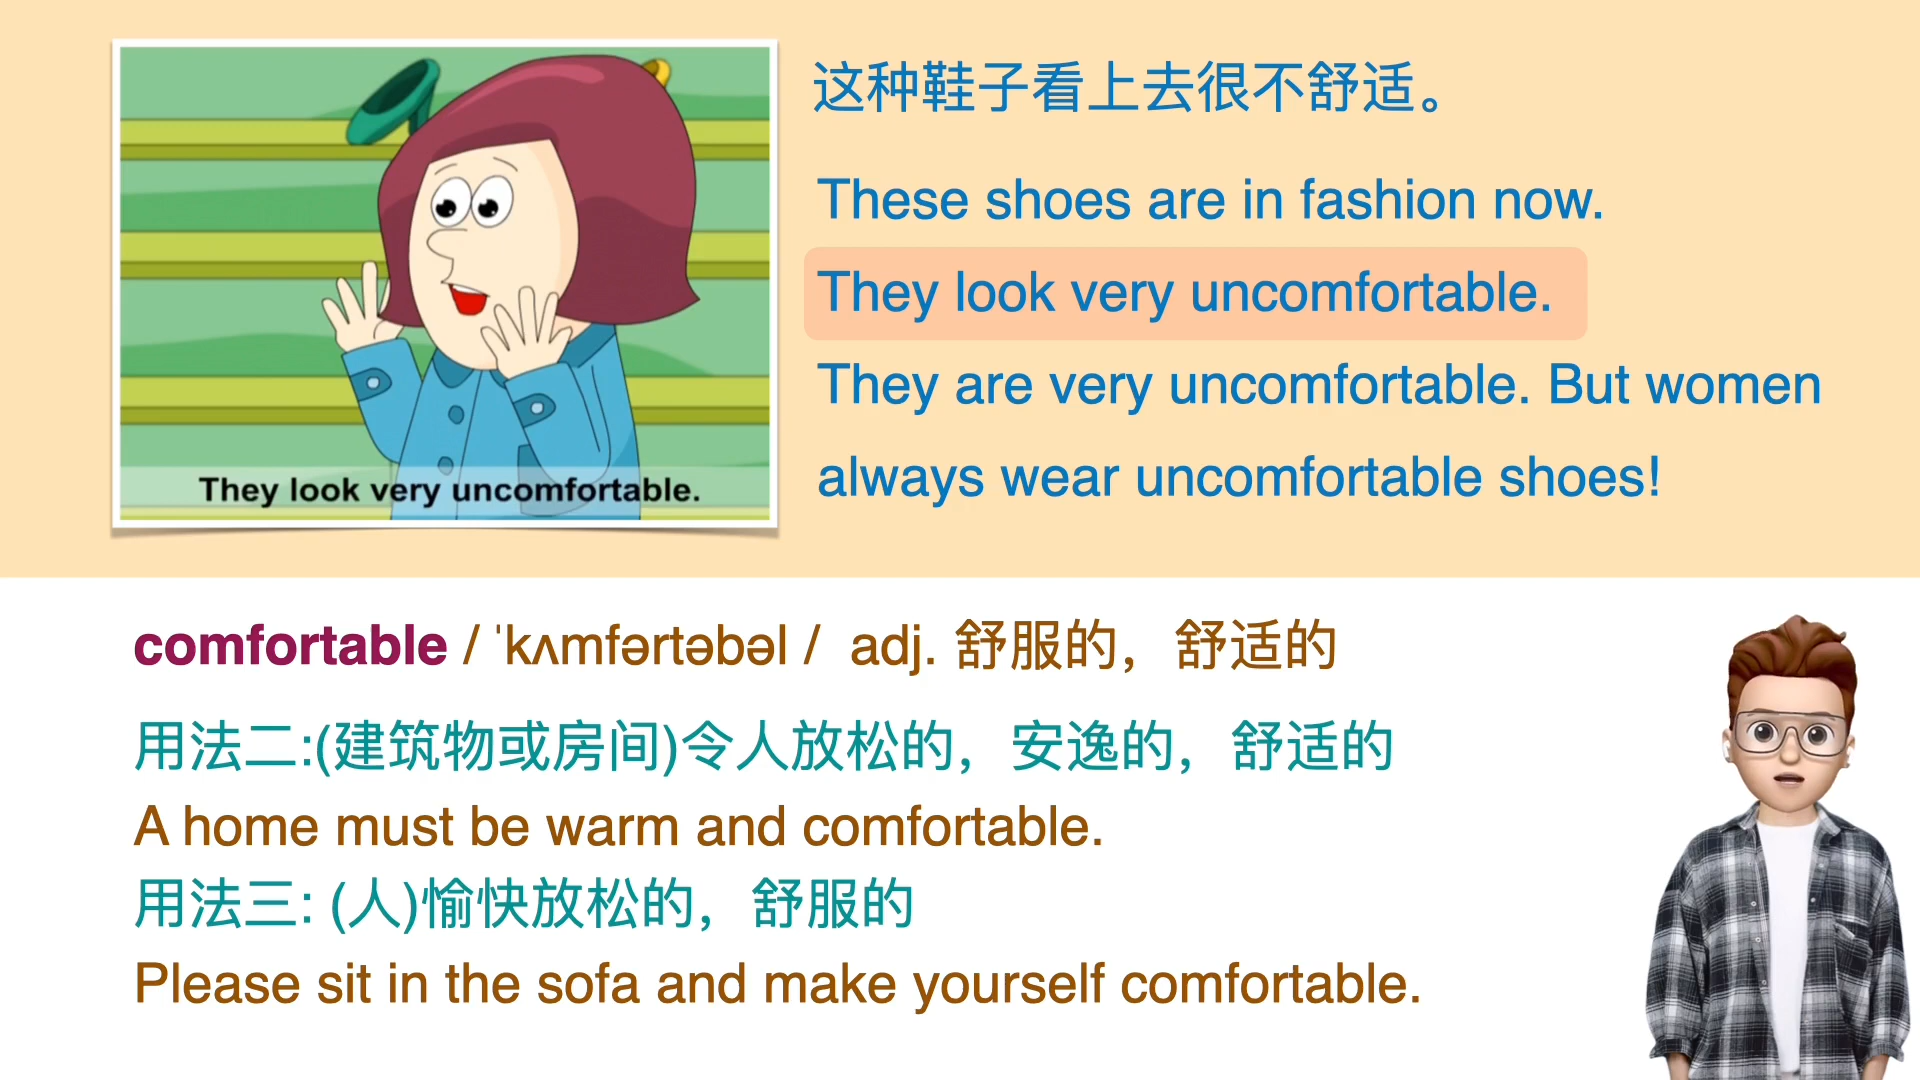 They look very uncomfortable.
这种鞋子看上去很不舒适。
These shoes are in fashion now.
They look very uncomfortable.
They are very uncomfortable. But women
always wear uncomfortable shoes!
comfortable / ˈkʌmfərtəbəl / adj. 舒服的，舒适的
用法二:(建筑物或房间)令人放松的，安逸的，舒适的
A home must be warm and comfortable.
用法三: (人)愉快放松的，舒服的
Please sit in the sofa and make yourself comfortable.